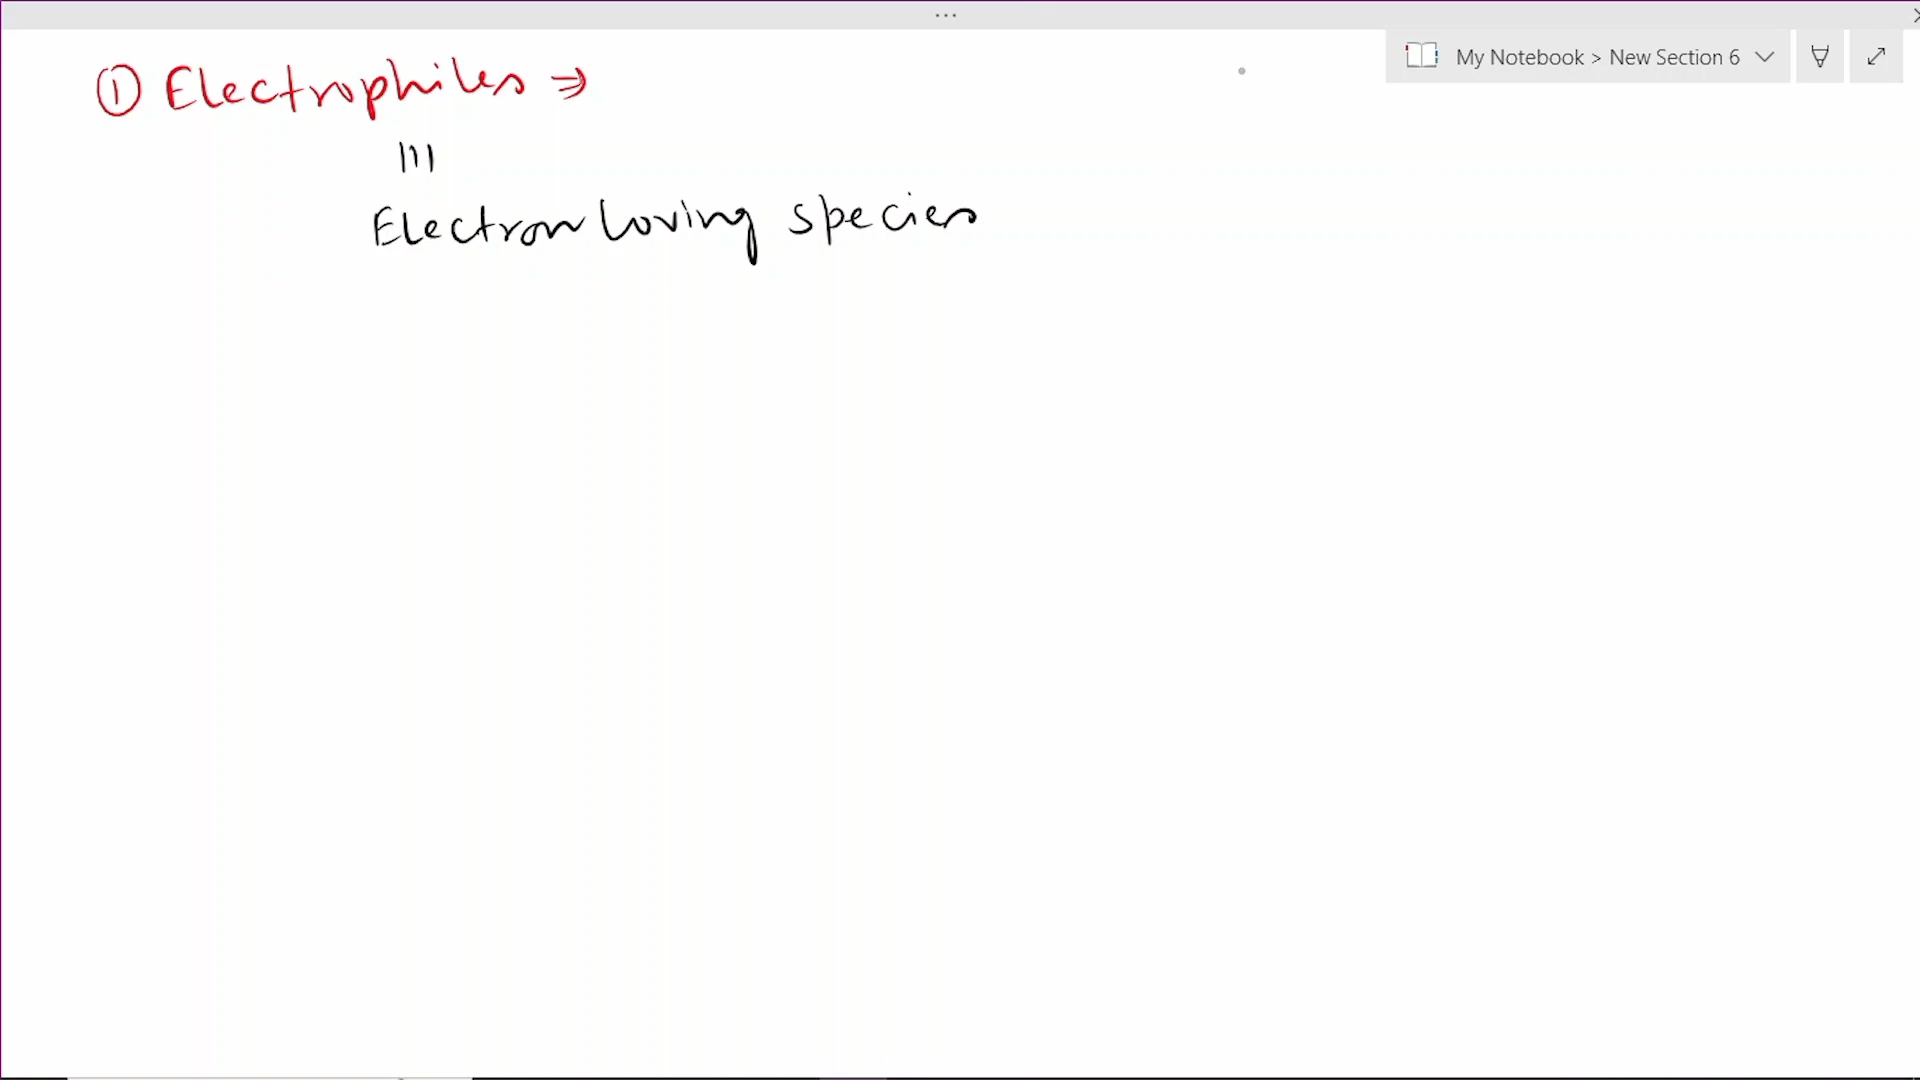 ...
My Notebook > New Section 6
① Electrophiles ⇒
|||
Electron loving species